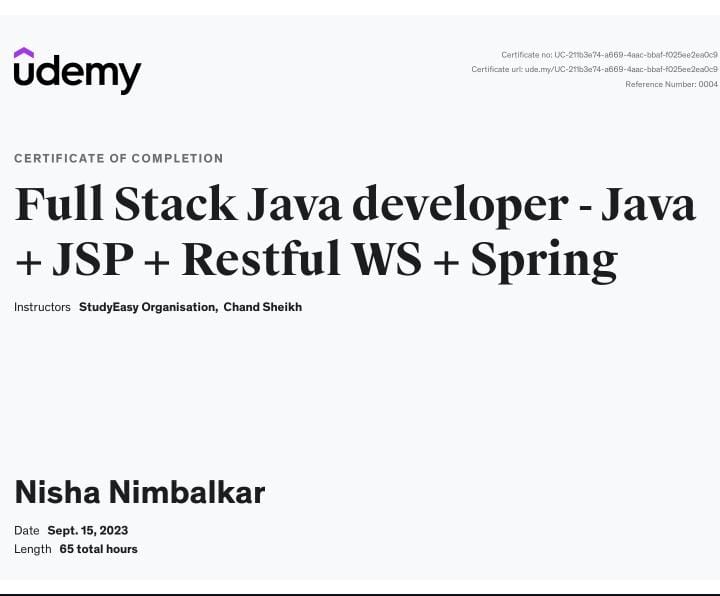 udemy
Certificate no: UC-211b3e74-a669-4aac-bbaf-f025ee2ea0c9
Certificate url: ude.my/UC-211b3e74-a669-4aac-bbaf-f025ee2ea0c9
Reference Number: 0004
CERTIFICATE OF COMPLETION
Full Stack Java developer - Java
+ JSP + Restful WS + Spring
Instructors StudyEasy Organisation, Chand Sheikh
Nisha Nimbalkar
Date Sept. 15, 2023
Length 65 total hours